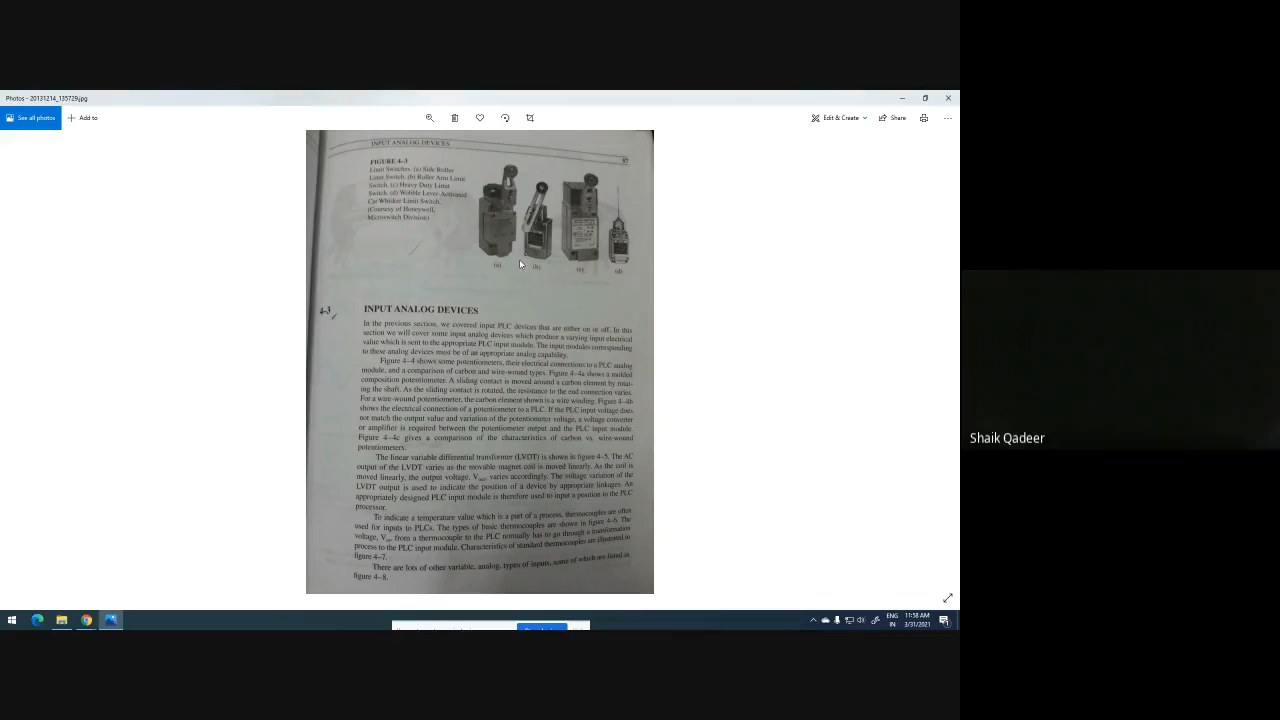 Photos - 20131214_135729.jpg
See all photos
Add to
Edit & Create
Share
INPUT ANALOG DEVICES
97
FIGURE 4–3
Limit Switches. (a) Side Roller
Limit Switch. (b) Roller Arm Limit
Switch. (c) Heavy Duty Limit
Switch. (d) Wobble Lever-Activated
Cat Whisker Limit Switch.
(Courtesy of Honeywell,
Microswitch Division)
(a)
(b)
(c)
(d)
4-3
INPUT ANALOG DEVICES
In the previous section, we covered input PLC devices that are either on or off. In this
section we will cover some input analog devices which produce a varying input electrical
value which is sent to the appropriate PLC input module. The input modules corresponding
to these analog devices must be of an appropriate analog capability.
Figure 4–4 shows some potentiometers, their electrical connections to a PLC analog
module, and a comparison of carbon and wire-wound types. Figure 4–4a shows a molded
composition potentiometer. A sliding contact is moved around a carbon element by rotat-
ing the shaft. As the sliding contact is rotated, the resistance to the end connection varies.
For a wire-wound potentiometer, the carbon element shown is a wire winding. Figure 4–4b
shows the electrical connection of a potentiometer to a PLC. If the PLC input voltage does
not match the output value and variation of the potentiometer voltage, a voltage converter
or amplifier is required between the potentiometer output and the PLC input module.
Figure 4–4c gives a comparison of the characteristics of carbon vs. wire-wound
potentiometers.
The linear variable differential transformer (LVDT) is shown in figure 4–5. The AC
output of the LVDT varies as the movable magnet coil is moved linearly. As the coil is
moved linearly, the output voltage, Vout, varies accordingly. The voltage variation of the
LVDT output is used to indicate the position of a device by appropriate linkages. An
appropriately designed PLC input module is therefore used to input a position to the PLC
processor.
To indicate a temperature value which is a part of a process, thermocouples are often
used for inputs to PLCs. The types of basic thermocouples are shown in figure 4–6. The
voltage, from a thermocouple to the PLC normally has to go through a transformation
process to the PLC input module. Characteristics of standard thermocouples are illustrated in
figure 4–7.
There are lots of other variable, analog, types of inputs, some of which are listed in
figure 4–8.
Shaik Qadeer
ENG
IN
11:58 AM
3/31/2021